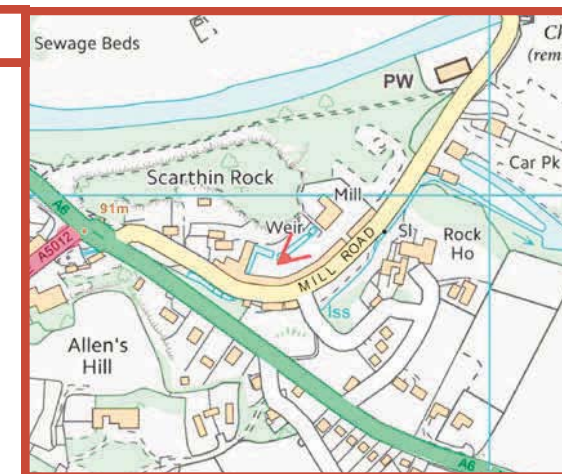 Sewage Beds
Ch
(rem
PW
Car Pk
Scarthin Rock
Mill
A6
91m
Weir
MILL ROAD
Sl
Rock
Ho
A5012
Iss
Allen's
Hill
A6